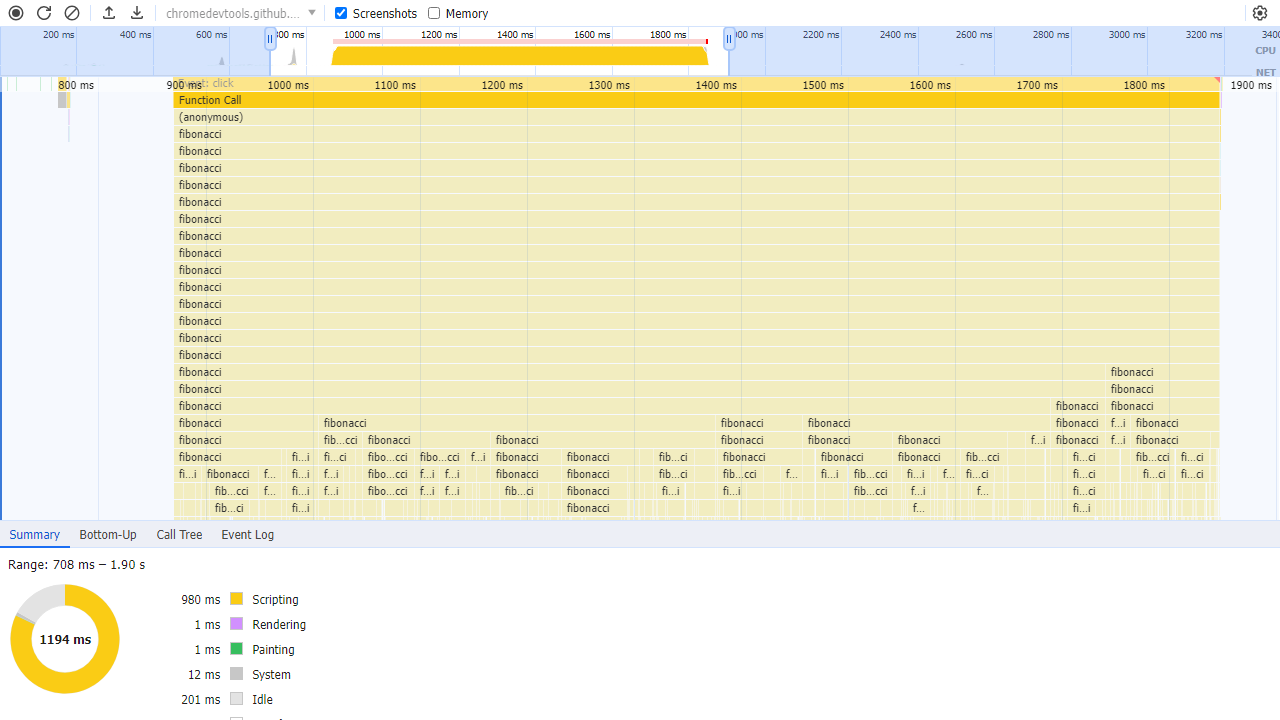 chromedevtools.github.... Screenshots Memory
200 ms 400 ms 600 ms 800 ms 1000 ms 1200 ms 1400 ms 1600 ms 1800 ms 2000 ms 2200 ms 2400 ms 2600 ms 2800 ms 3000 ms 3200 ms 3400
CPU
NET
800 ms 900 ms 1000 ms 1100 ms 1200 ms 1300 ms 1400 ms 1500 ms 1600 ms 1700 ms 1800 ms 1900 ms
Event: click
Function Call
(anonymous)
fibonacci
fibonacci
fibonacci
fibonacci
fibonacci
fibonacci
fibonacci
fibonacci
fibonacci
fibonacci
fibonacci
fibonacci
fibonacci
fibonacci
fibonacci fibonacci
fibonacci fibonacci
fibonacci fibonacci fibonacci
fibonacci fibonacci fibonacci fibonacci fibonacci f...i fibonacci
fibonacci fib...cci fibonacci fibonacci fibonacci fibonacci fibonacci f...i fibonacci f...i fibonacci
fibonacci fi...i fi...ci fibo...cci fibo...cci f...i fibonacci fibonacci fib...ci fibonacci fibonacci fibonacci fib...cci fi...ci fib...cci fi...ci
fi...i fibonacci f... fi...i f...i fibo...cci f...i f...i fibonacci fibonacci fib...ci fib...cci f... fi...i fib...cci fi...i f... fi...ci fi...ci fib...ci fi...ci
fib...cci f... fi...i f...i fibo...cci f...i f...i fib...ci fibonacci fi...i fi...i fib...cci f...i f... fi...ci
fib...ci fi...i fibonacci f... fi...i
Summary Bottom-Up Call Tree Event Log
Range: 708 ms – 1.90 s
1194 ms
980 ms Scripting
1 ms Rendering
1 ms Painting
12 ms System
201 ms Idle